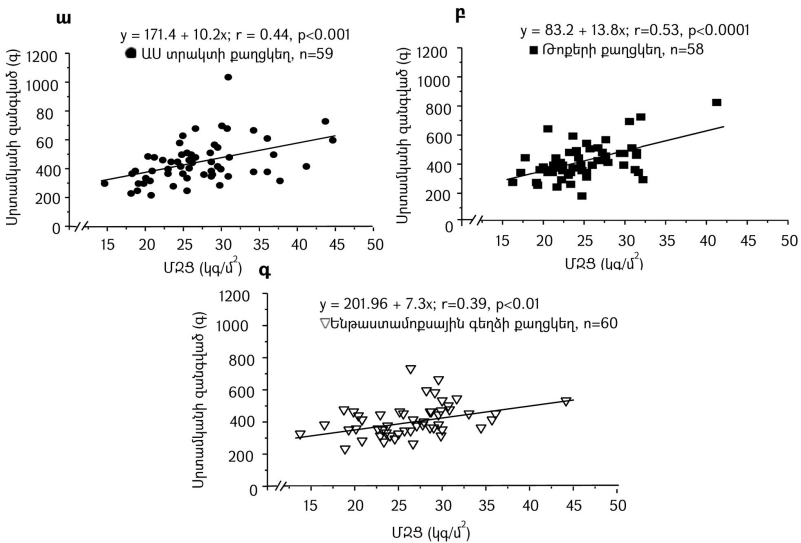 ա
y = 171.4 + 10.2x; r = 0.44, p<0.001
ԱՍ տրակտի քաղցկեղ, n=59
Սրտամկանի զանգված (գ)
1200
1000
800
600
400
200
0
15 20 25 30 35 40 45 50
ՄԶՑ (կգ/մ²)
բ
y = 83.2 + 13.8x; r=0.53, p<0.0001
Թոքերի քաղցկեղ, n=58
Սրտամկանի զանգված (գ)
1200
1000
800
600
400
200
0
15 20 25 30 35 40 45 50
ՄԶՑ (կգ/մ²)
գ
y = 201.96 + 7.3x; r=0.39, p<0.01
Ենթաստամոքսային գեղձի քաղցկեղ, n=60
Սրտամկանի զանգված (գ)
1200
1000
800
600
400
200
0
15 20 25 30 35 40 45 50
ՄԶՑ (կգ/մ²)